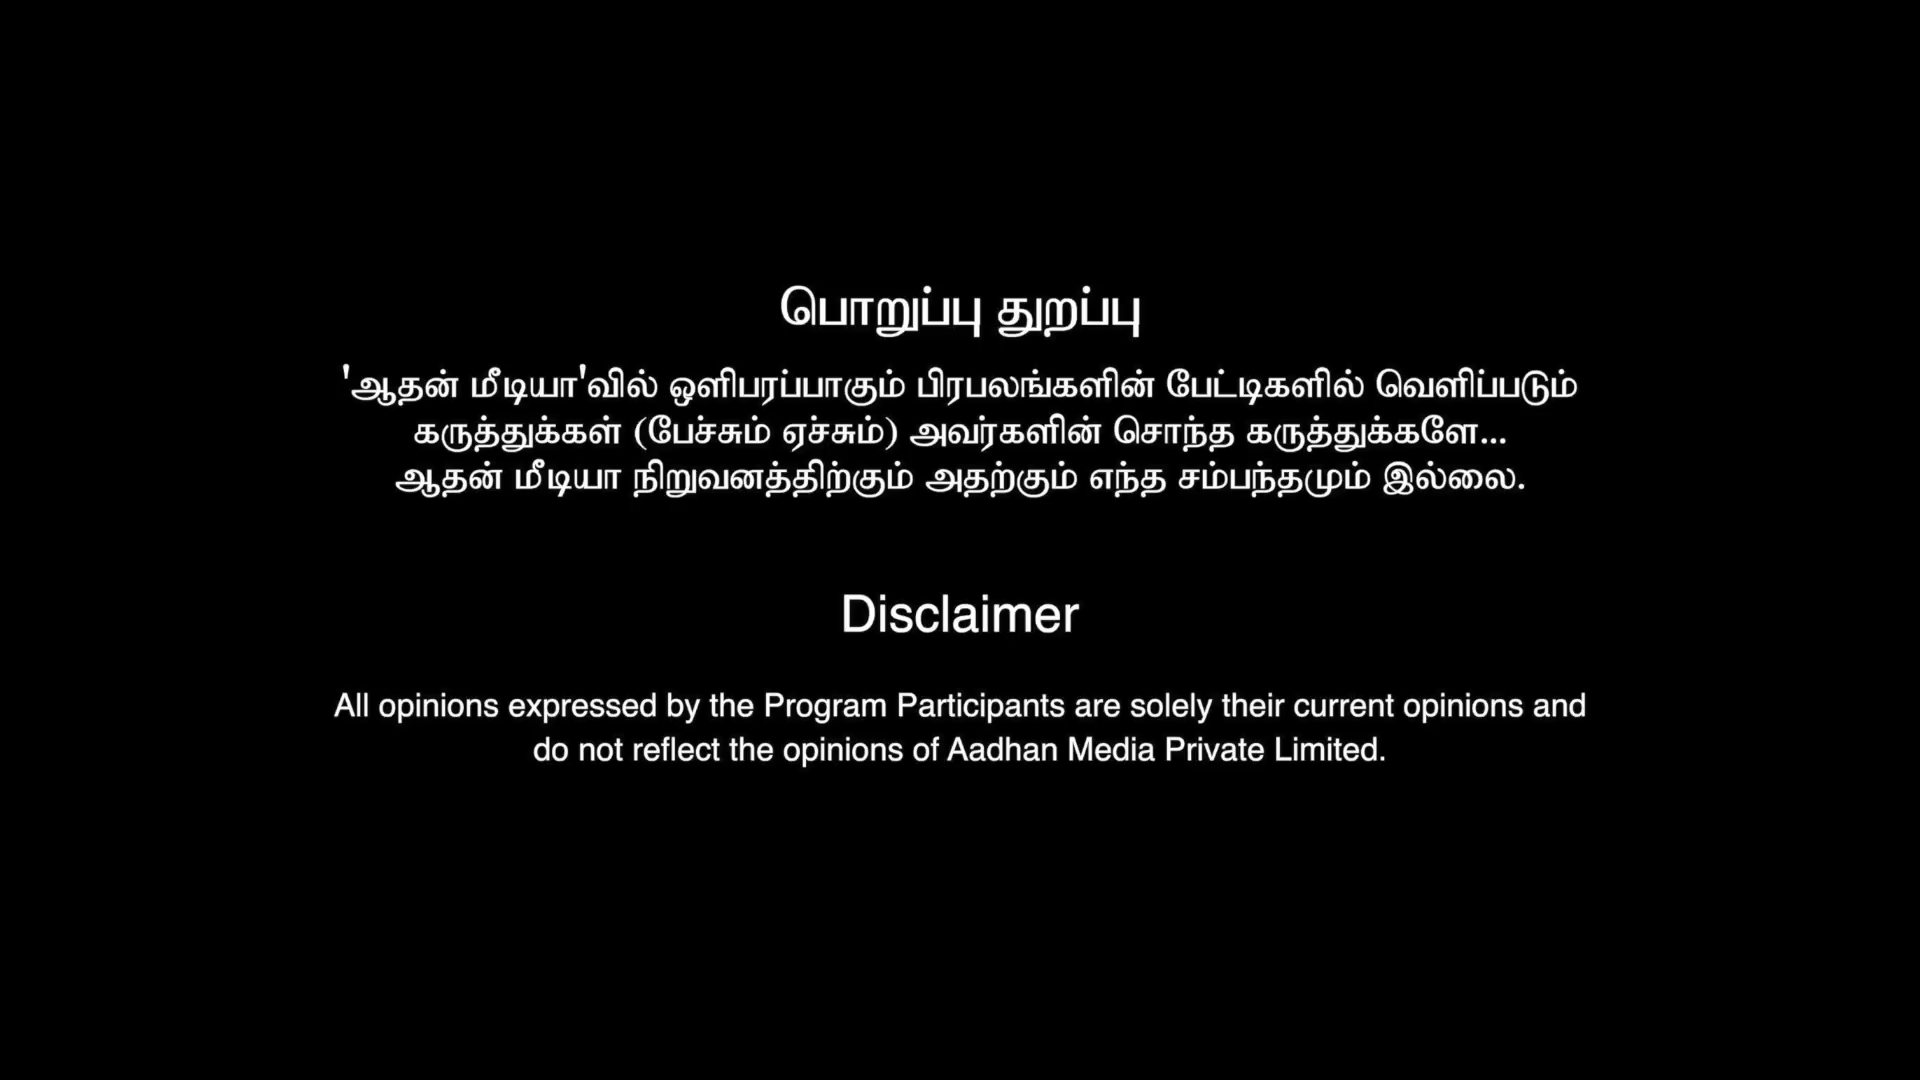 பொறுப்பு துறப்பு
'ஆதன் மீடியா'வில் ஒளிபரப்பாகும் பிரபலங்களின் பேட்டிகளில் வெளிப்படும்
கருத்துக்கள் (பேச்சும் ஏச்சும்) அவர்களின் சொந்த கருத்துக்களே...
ஆதன் மீடியா நிறுவனத்திற்கும் அதற்கும் எந்த சம்பந்தமும் இல்லை.
Disclaimer
All opinions expressed by the Program Participants are solely their current opinions and
do not reflect the opinions of Aadhan Media Private Limited.